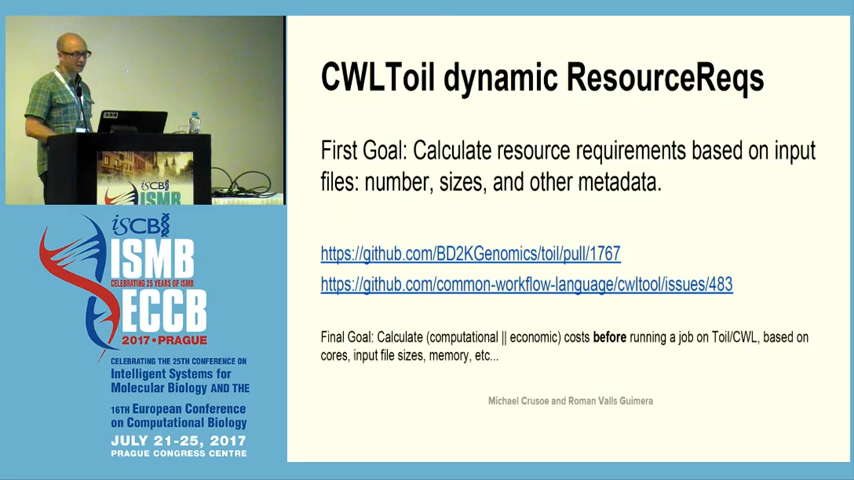 CWLToil dynamic ResourceReqs
First Goal: Calculate resource requirements based on input
files: number, sizes, and other metadata.
https://github.com/BD2KGenomics/toil/pull/1767
https://github.com/common-workflow-language/cwltool/issues/483
Final Goal: Calculate (computational || economic) costs before running a job on Toil/CWL, based on
cores, input file sizes, memory, etc...
Michael Crusoe and Roman Valls Guimera
iSCB
ISMB
iSCB
ISMB
CELEBRATING 25 YEARS OF ISMB
ECCB
2017 • PRAGUE
CELEBRATING THE 25TH CONFERENCE ON
Intelligent Systems for
Molecular Biology AND THE
16TH European Conference
on Computational Biology
JULY 21-25, 2017
PRAGUE CONGRESS CENTRE